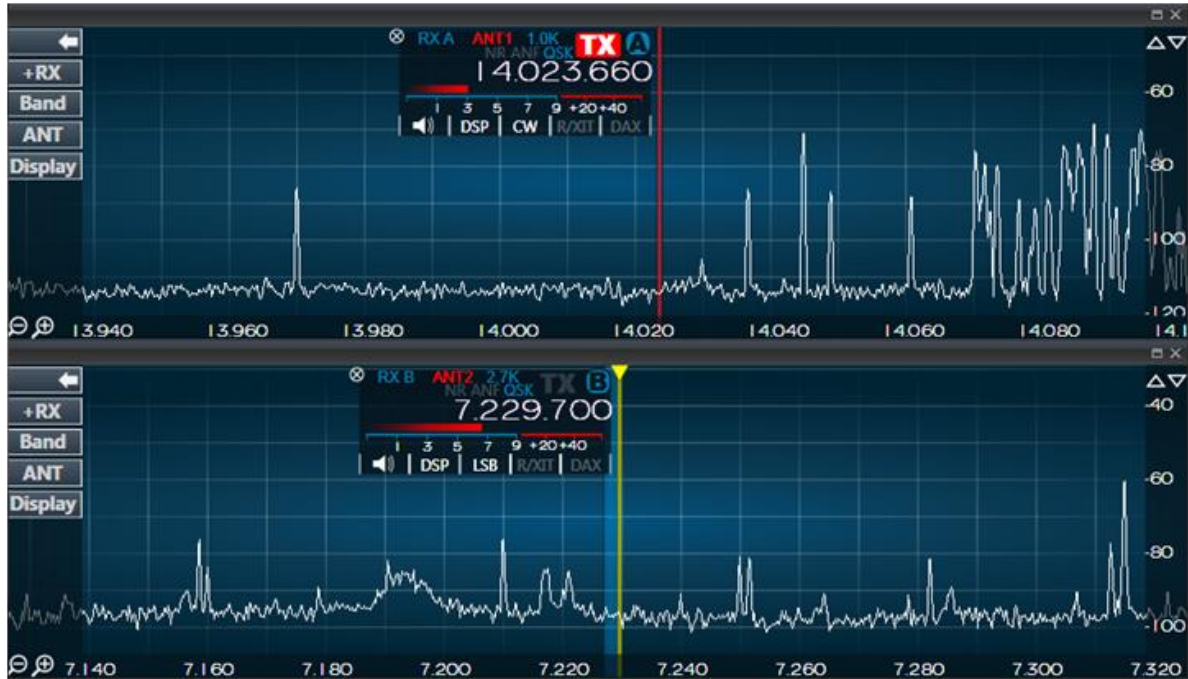 RX A ANT1 1.0K TX A
NR ANF QSK
14.023.660
1 3 5 7 9 +20 +40
DSP CW R/XIT DAX
+RX
Band
ANT
Display
-60
-80
-100
-120
13.940 13.960 13.980 14.000 14.020 14.040 14.060 14.080 14.1
RX B ANT2 2.7K TX B
NR ANF QSK
7.229.700
1 3 5 7 9 +20 +40
DSP LSB R/XIT DAX
+RX
Band
ANT
Display
-40
-60
-80
-100
7.140 7.160 7.180 7.200 7.220 7.240 7.260 7.280 7.300 7.320